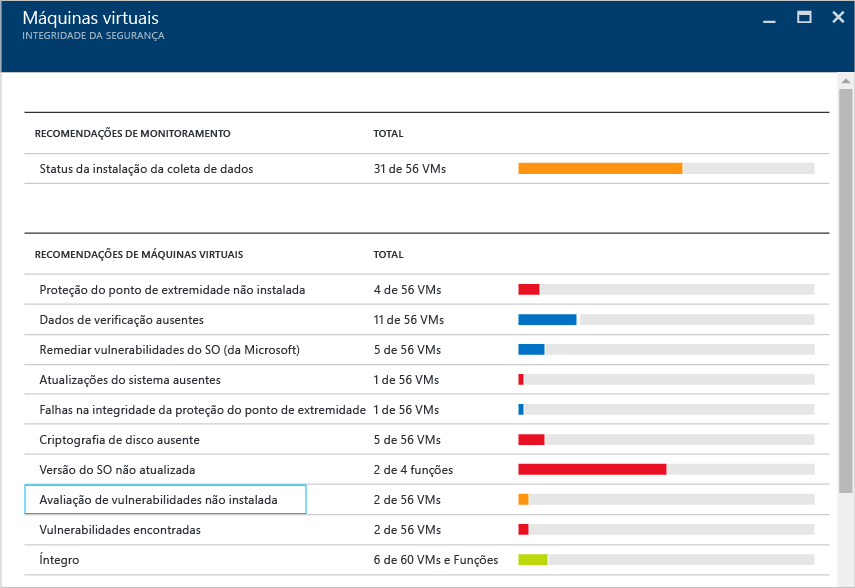 Máquinas virtuais
INTEGRIDADE DA SEGURANÇA
RECOMENDAÇÕES DE MONITORAMENTO TOTAL
Status da instalação da coleta de dados 31 de 56 VMs
RECOMENDAÇÕES DE MÁQUINAS VIRTUAIS TOTAL
Proteção do ponto de extremidade não instalada 4 de 56 VMs
Dados de verificação ausentes 11 de 56 VMs
Remediar vulnerabilidades do SO (da Microsoft) 5 de 56 VMs
Atualizações do sistema ausentes 1 de 56 VMs
Falhas na integridade da proteção do ponto de extremidade 1 de 56 VMs
Criptografia de disco ausente 5 de 56 VMs
Versão do SO não atualizada 2 de 4 funções
Avaliação de vulnerabilidades não instalada 2 de 56 VMs
Vulnerabilidades encontradas 2 de 56 VMs
Íntegro 6 de 60 VMs e Funções